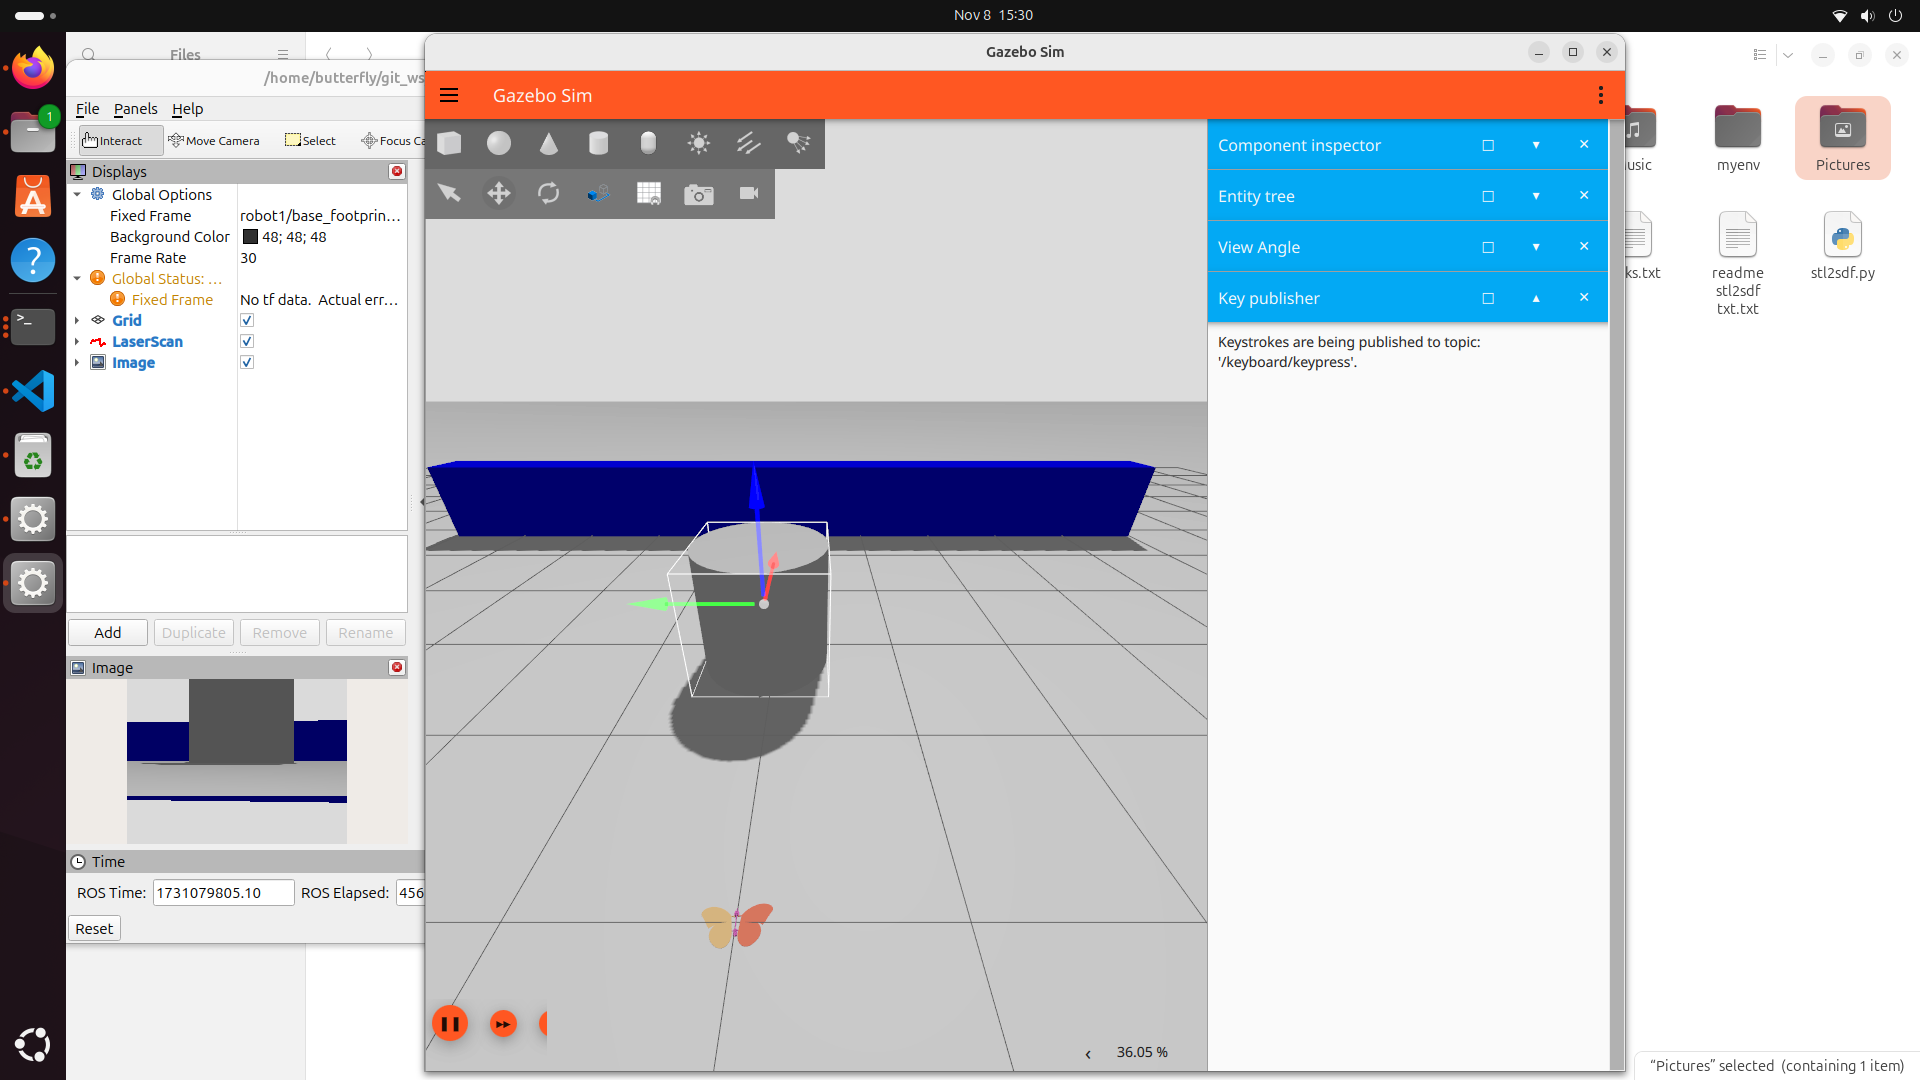 Nov 8 15:30
Files
/home/butterfly/git_ws
File Panels Help
Interact Move Camera Select Focus Ca
Displays
Global Options
Fixed Frame robot1/base_footprin…
Background Color 48; 48; 48
Frame Rate 30
Global Status: …
Fixed Frame No tf data. Actual err…
Grid
LaserScan
Image
Add Duplicate Remove Rename
Image
Time
ROS Time: 1731079805.10 ROS Elapsed: 456
Reset
Gazebo Sim
Gazebo Sim
Component inspector
Entity tree
View Angle
Key publisher
Keystrokes are being published to topic:
'/keyboard/keypress'.
36.05 %
usic
myenv
Pictures
ks.txt
readme
stl2sdf
txt.txt
stl2sdf.py
1
"Pictures" selected (containing 1 item)